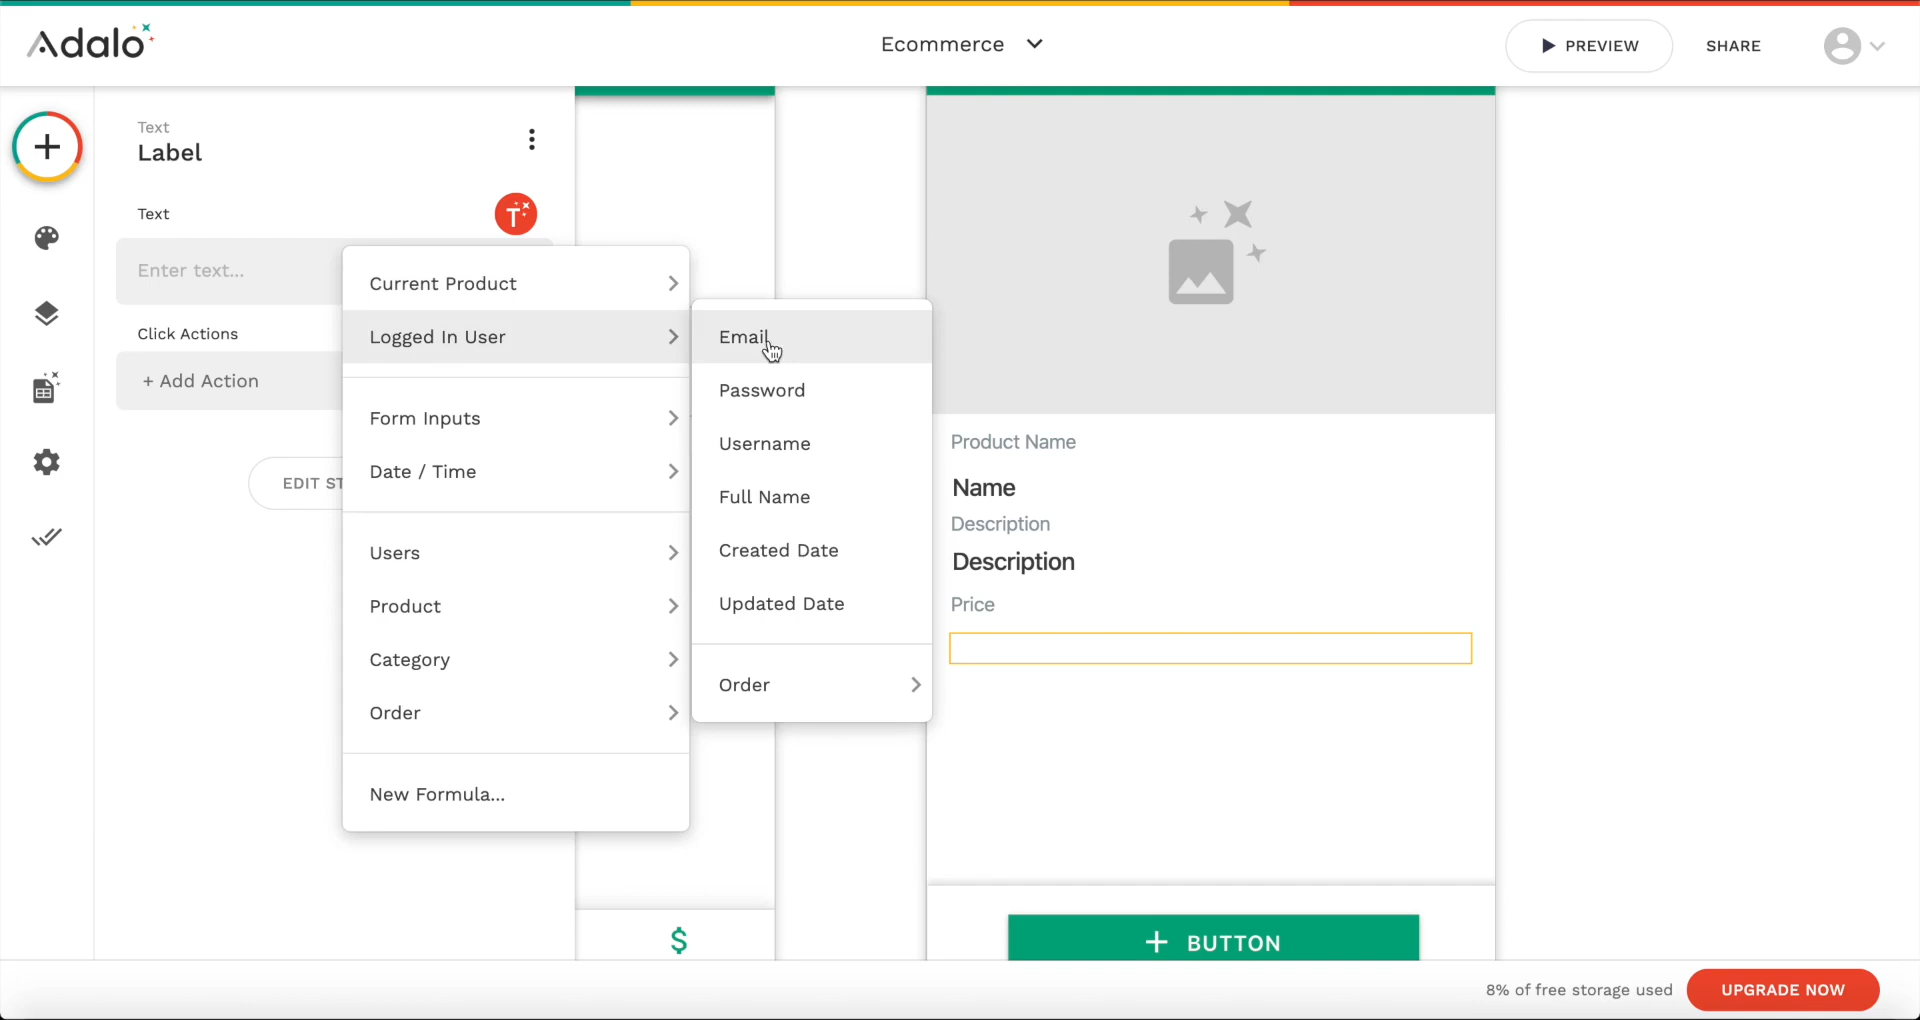 Adalo
Ecommerce
PREVIEW
SHARE
Text
Label
Text
Enter text...
Click Actions
+ Add Action
EDIT ST
Current Product
Logged In User
Form Inputs
Date / Time
Users
Product
Category
Order
New Formula...
Email
Password
Username
Full Name
Created Date
Updated Date
Order
Product Name
Name
Description
Description
Price
$
+ BUTTON
8% of free storage used
UPGRADE NOW